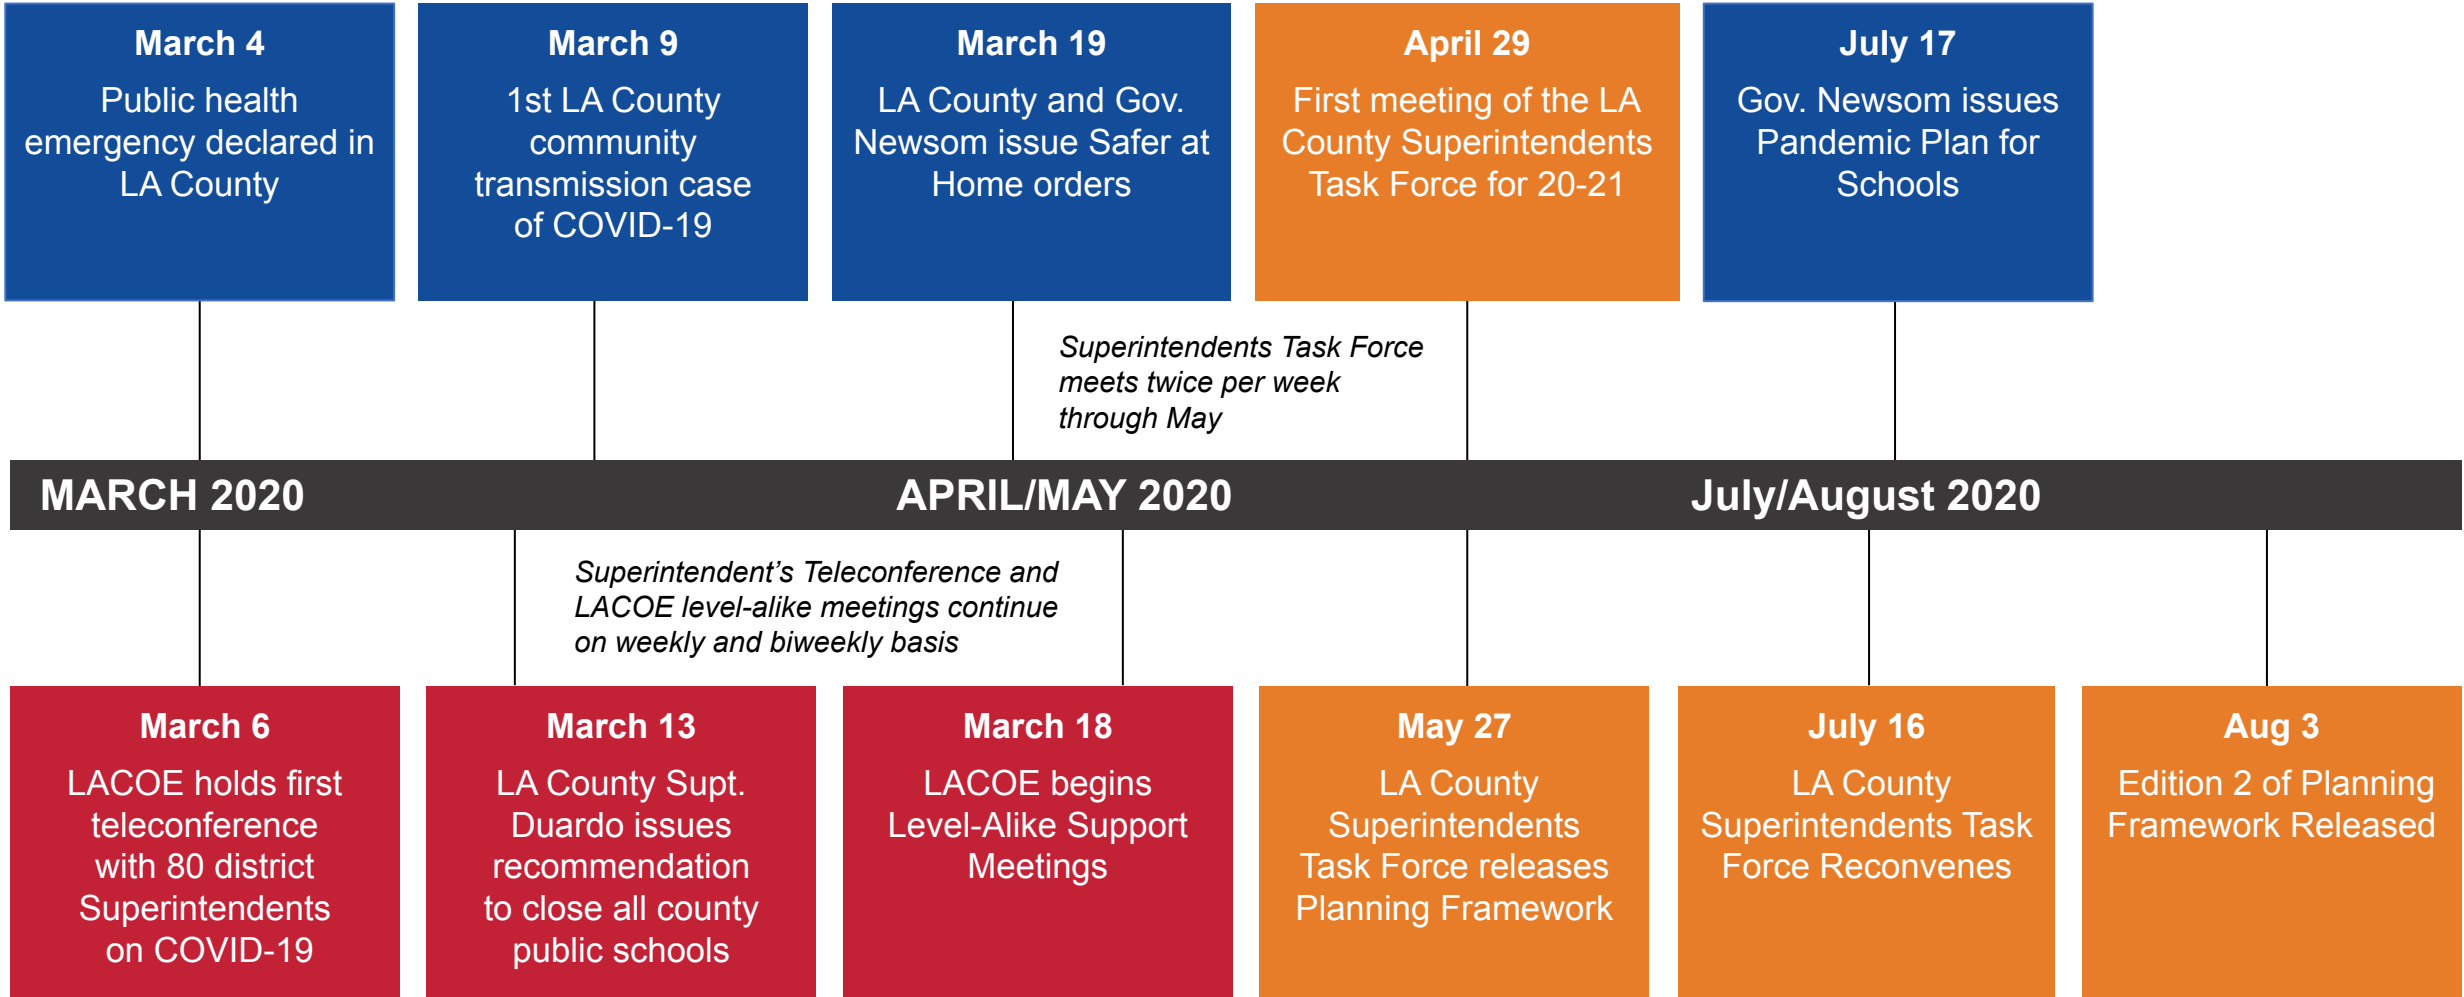 March 4
Public health
emergency declared in
LA County
March 9
1st LA County
community
transmission case
of COVID-19
March 19
LA County and Gov.
Newsom issue Safer at
Home orders
April 29
First meeting of the LA
County Superintendents
Task Force for 20-21
July 17
Gov. Newsom issues
Pandemic Plan for
Schools
Superintendents Task Force
meets twice per week
through May
MARCH 2020
APRIL/MAY 2020
July/August 2020
Superintendent’s Teleconference and
LACOE level-alike meetings continue
on weekly and biweekly basis
March 6
LACOE holds first
teleconference
with 80 district
Superintendents
on COVID-19
March 13
LA County Supt.
Duardo issues
recommendation
to close all county
public schools
March 18
LACOE begins
Level-Alike Support
Meetings
May 27
LA County
Superintendents
Task Force releases
Planning Framework
July 16
LA County
Superintendents Task
Force Reconvenes
Aug 3
Edition 2 of Planning
Framework Released